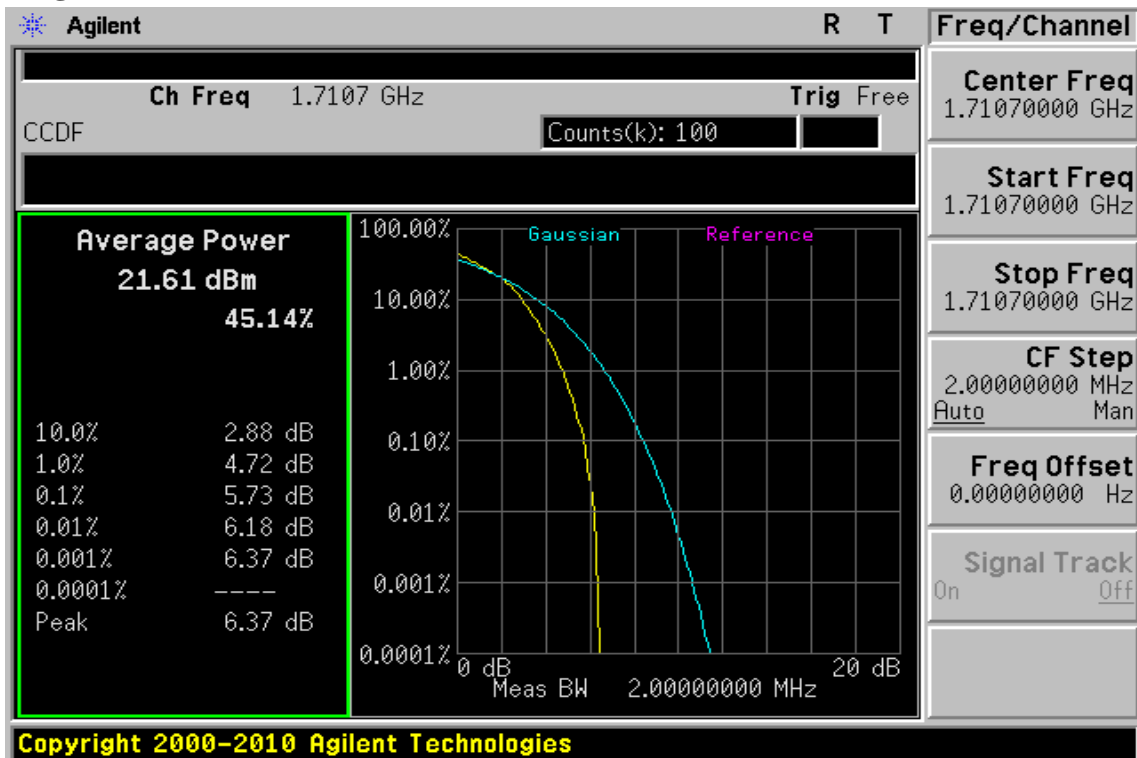 Agilent
R T
Freq/Channel
Ch Freq 1.7107 GHz
Trig Free
CCDF
Counts(k): 100
Average Power
21.61 dBm
45.14%
10.0% 2.88 dB
1.0% 4.72 dB
0.1% 5.73 dB
0.01% 6.18 dB
0.001% 6.37 dB
0.0001% ----
Peak 6.37 dB
100.00%
10.00%
1.00%
0.10%
0.01%
0.001%
0.0001%
Gaussian
Reference
0 dB
20 dB
Meas BW 2.00000000 MHz
Center Freq
1.71070000 GHz
Start Freq
1.71070000 GHz
Stop Freq
1.71070000 GHz
CF Step
2.00000000 MHz
Auto Man
Freq Offset
0.00000000 Hz
Signal Track
On Off
Copyright 2000-2010 Agilent Technologies